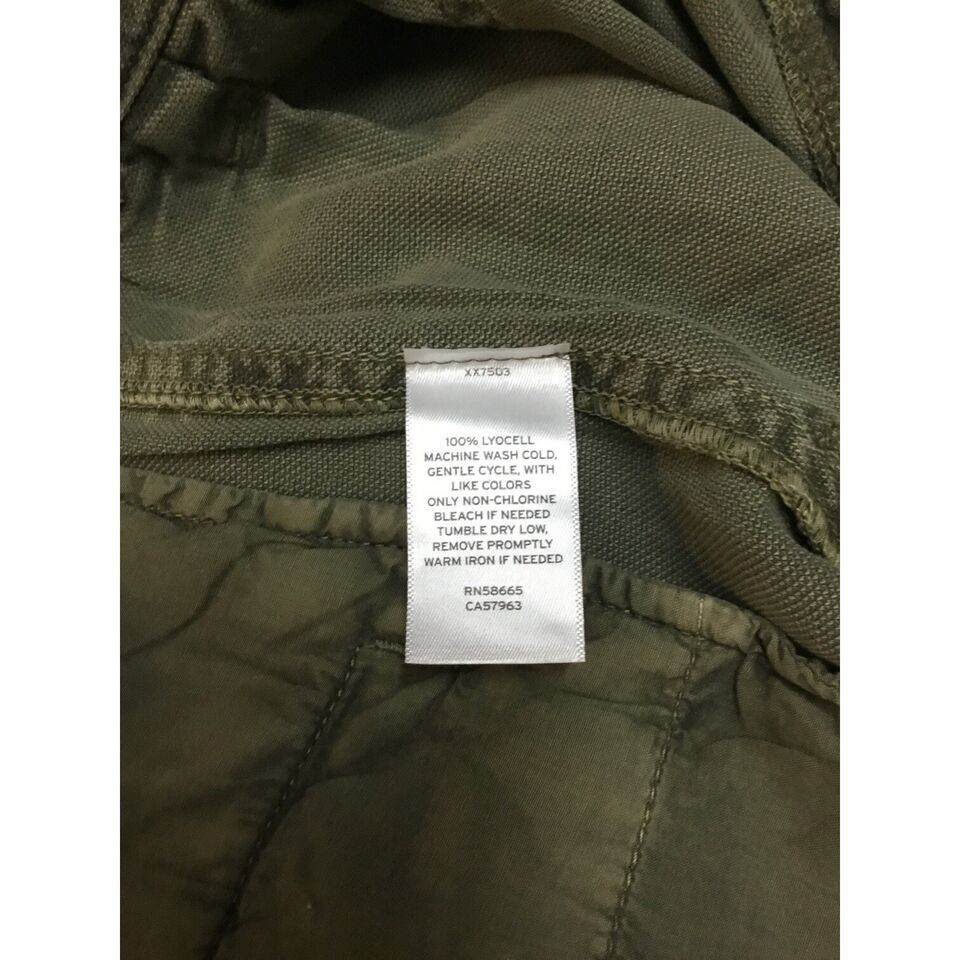 XX7503
100% LYOCELL
MACHINE WASH COLD,
GENTLE CYCLE, WITH
LIKE COLORS
ONLY NON-CHLORINE
BLEACH IF NEEDED
TUMBLE DRY LOW,
REMOVE PROMPTLY
WARM IRON IF NEEDED
RN58665
CA57963